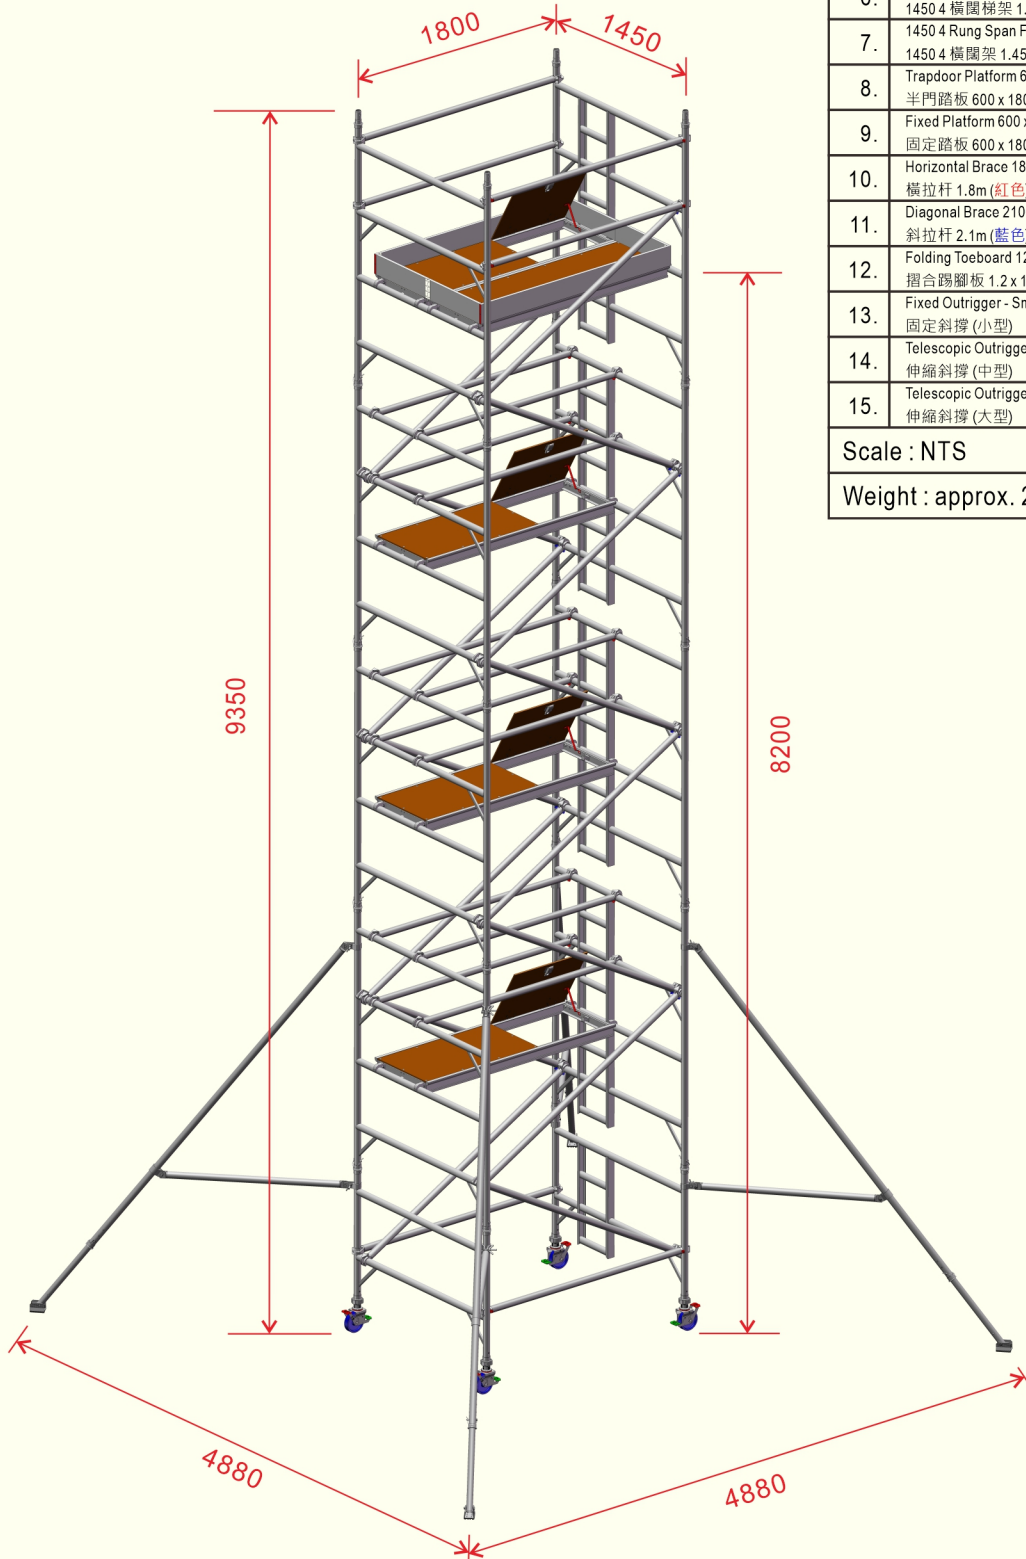 1800
1450
1450 4 橫闊梯架 1.
7.
1450 4 Rung Span F
1450 4 橫闊架 1.45
8.
Trapdoor Platform 6
半門踏板 600 x 180
9.
Fixed Platform 600 x
固定踏板 600 x 180
10.
Horizontal Brace 18
橫拉杆 1.8m (紅色
11.
Diagonal Brace 210
斜拉杆 2.1m (藍色
12.
Folding Toeboard 12
摺合踢腳板 1.2 x 1
13.
Fixed Outrigger - Sm
固定斜撐 (小型)
14.
Telescopic Outrigge
伸縮斜撐 (中型)
15.
Telescopic Outrigge
伸縮斜撐 (大型)
Scale : NTS
Weight : approx. 2
9350
8200
4880
4880